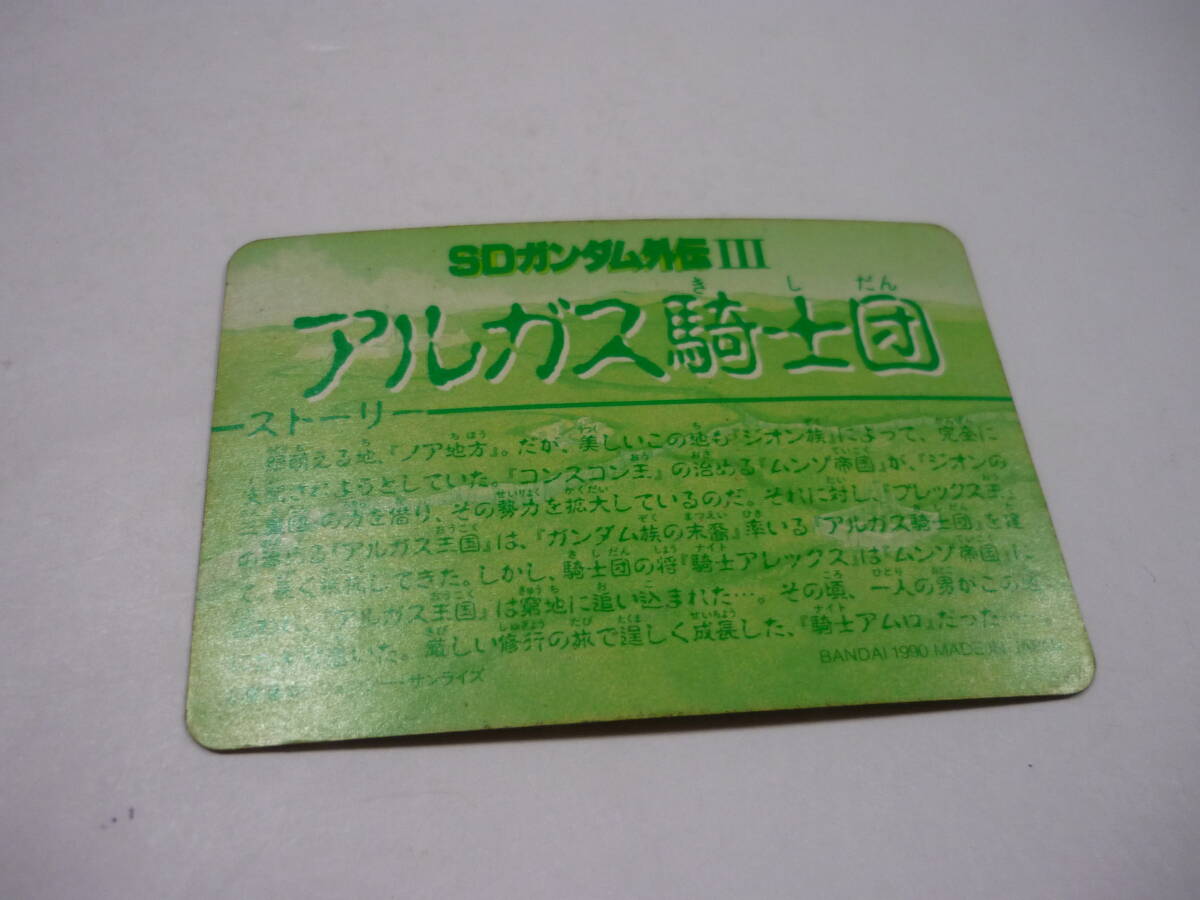 SDガンダム外伝III
きしだん
アルガス騎士団
ストーリー
萌える地、『ノア地方』。だが、美しいこの地も『ジオン族』によって、完全に
ようとしていた。『コンスコン王』の治める『ムンゾ帝国』が、『ジオンの
の力を借り、その勢力を拡大しているのだ。それに対し、『ブレックス王』
める『アルガス王国』は、『ガンダム族の末裔』率いる『アルガス騎士団』を
て、長く抵抗してきた。しかし、騎士団の将『騎士アレックス』は『ムンゾ帝国』に
『アルガス王国』は窮地に追い込まれた…。その頃、一人の男がこの
いた。厳しい修行の旅で逞しく成長した、『騎士アムロ』だった……。
サンライズ
BANDAI 1990 MADE IN JAPAN